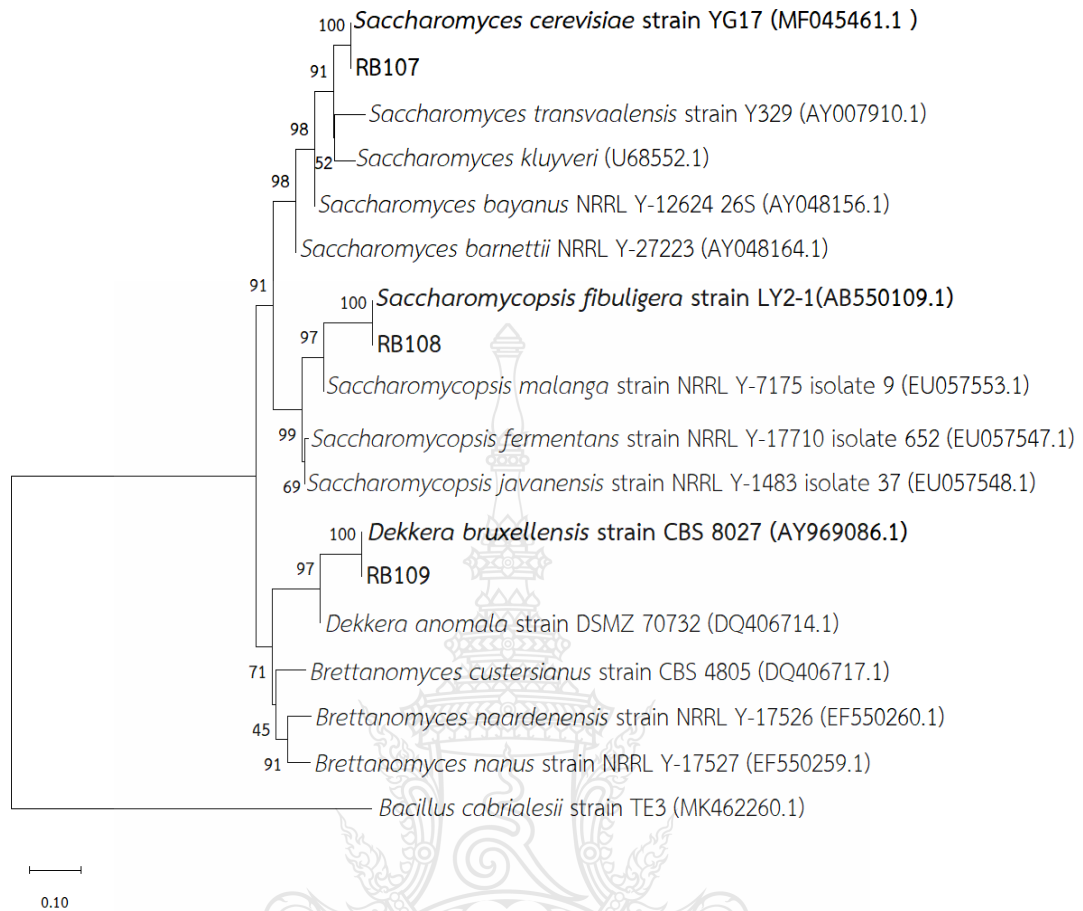 100 Saccharomyces cerevisiae strain YG17 (MF045461.1 )
RB107
91
Saccharomyces transvaalensis strain Y329 (AY007910.1)
98
52 Saccharomyces kluyveri (U68552.1)
98
Saccharomyces bayanus NRRL Y-12624 26S (AY048156.1)
Saccharomyces barnettii NRRL Y-27223 (AY048164.1)
91
100 Saccharomycopsis fibuligera strain LY2-1(AB550109.1)
97
RB108
Saccharomycopsis malanga strain NRRL Y-7175 isolate 9 (EU057553.1)
99 Saccharomycopsis fermentans strain NRRL Y-17710 isolate 652 (EU057547.1)
69 Saccharomycopsis javanensis strain NRRL Y-1483 isolate 37 (EU057548.1)
100 Dekkera bruxellensis strain CBS 8027 (AY969086.1)
97
RB109
Dekkera anomala strain DSMZ 70732 (DQ406714.1)
71 Brettanomyces custersianus strain CBS 4805 (DQ406717.1)
Brettanomyces naardenensis strain NRRL Y-17526 (EF550260.1)
45
91 Brettanomyces nanus strain NRRL Y-17527 (EF550259.1)
Bacillus cabrialesii strain TE3 (MK462260.1)
0.10